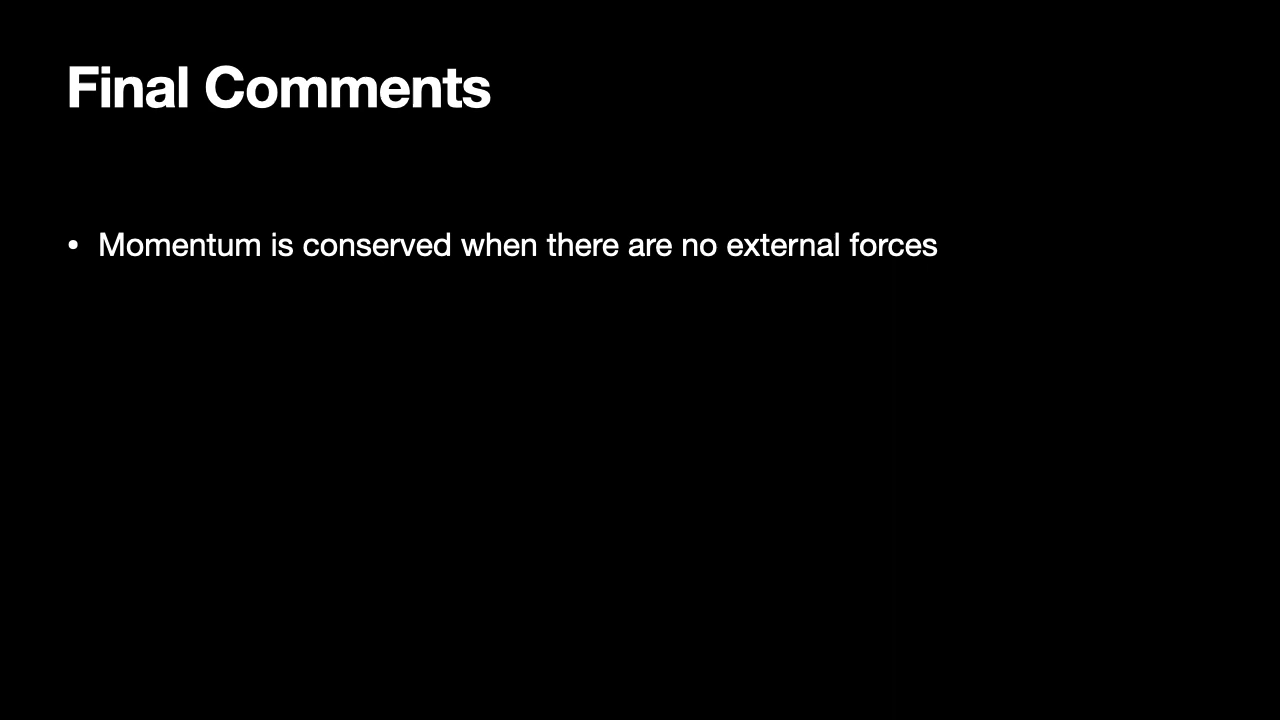 Final Comments
• Momentum is conserved when there are no external forces